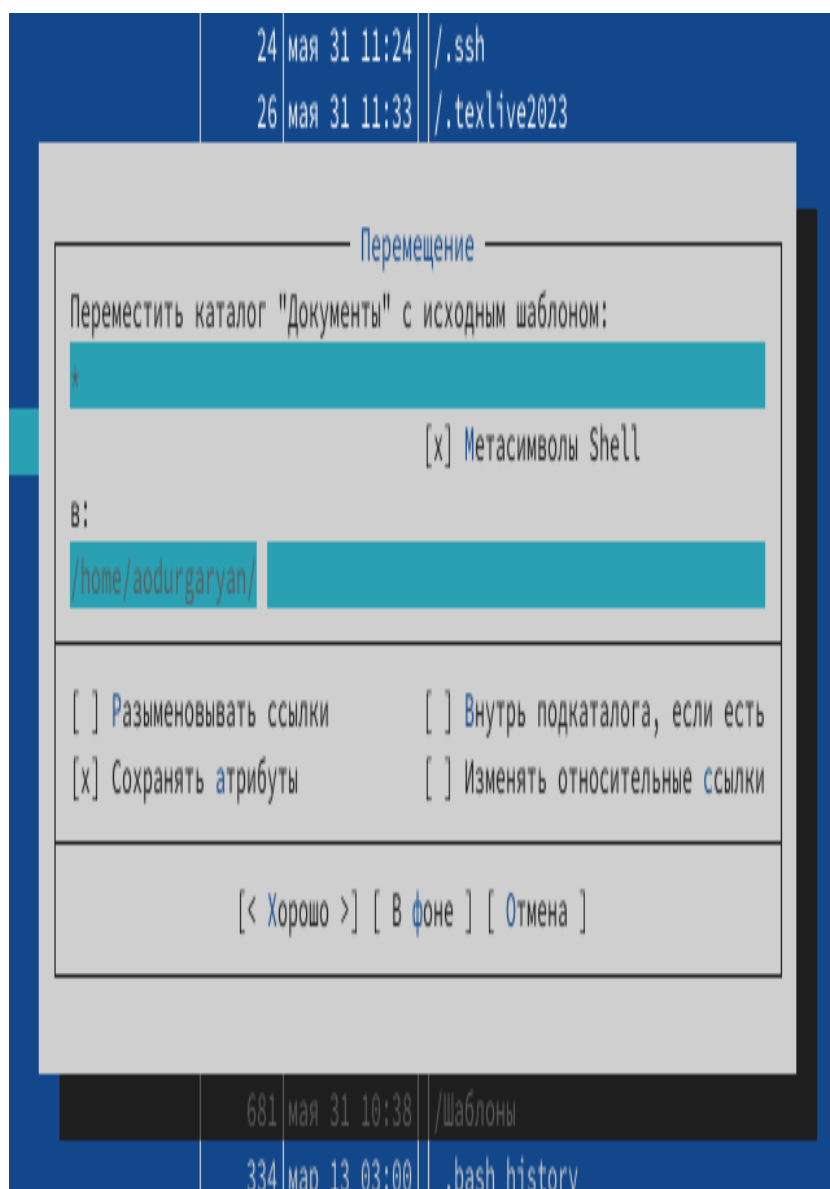 24 мая 31 11:24 /.ssh
26 мая 31 11:33 /.texlive2023
Перемещение
Переместить каталог "Документы" с исходным шаблоном:
*
[x] Метасимволы Shell
в:
/home/aodurgaryan/
[ ] Разыменовывать ссылки [ ] Внутрь подкаталога, если есть
[x] Сохранять атрибуты [ ] Изменять относительные ссылки
[< Хорошо >] [ В фоне ] [ Отмена ]
681 мая 31 10:38 /Шаблоны
334 мар 13 03:00 .bash_history